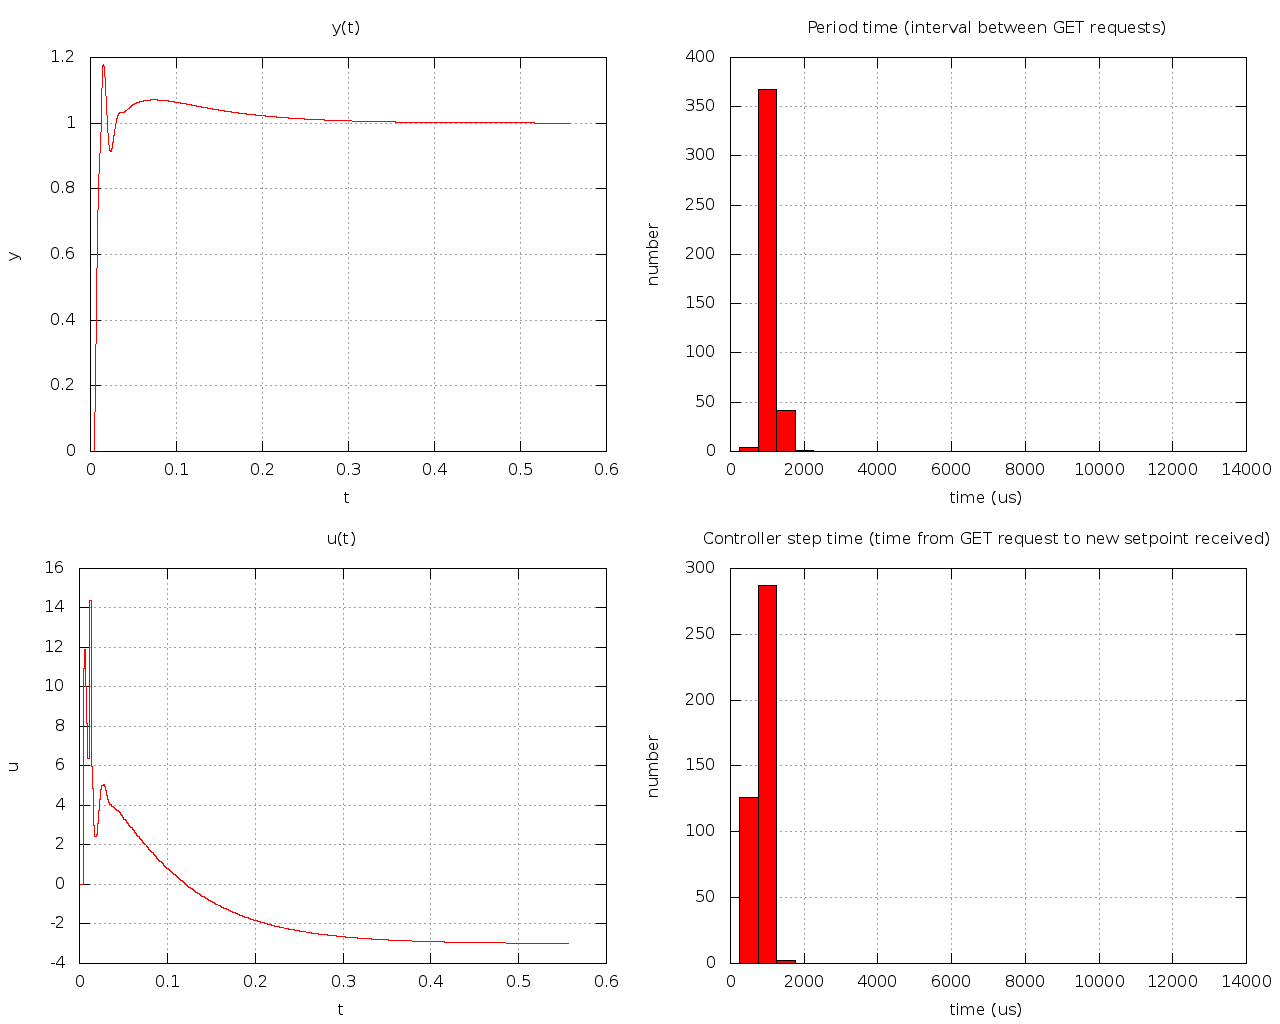 y(t)
1.2
1
0.8
0.6
0.4
0.2
0
y
0 0.1 0.2 0.3 0.4 0.5 0.6
t
Period time (interval between GET requests)
400
350
300
250
200
150
100
50
0
number
0 2000 4000 6000 8000 10000 12000 14000
time (us)
u(t)
16
14
12
10
8
6
4
2
0
-2
-4
u
0 0.1 0.2 0.3 0.4 0.5 0.6
t
Controller step time (time from GET request to new setpoint received)
300
250
200
150
100
50
0
number
0 2000 4000 6000 8000 10000 12000 14000
time (us)